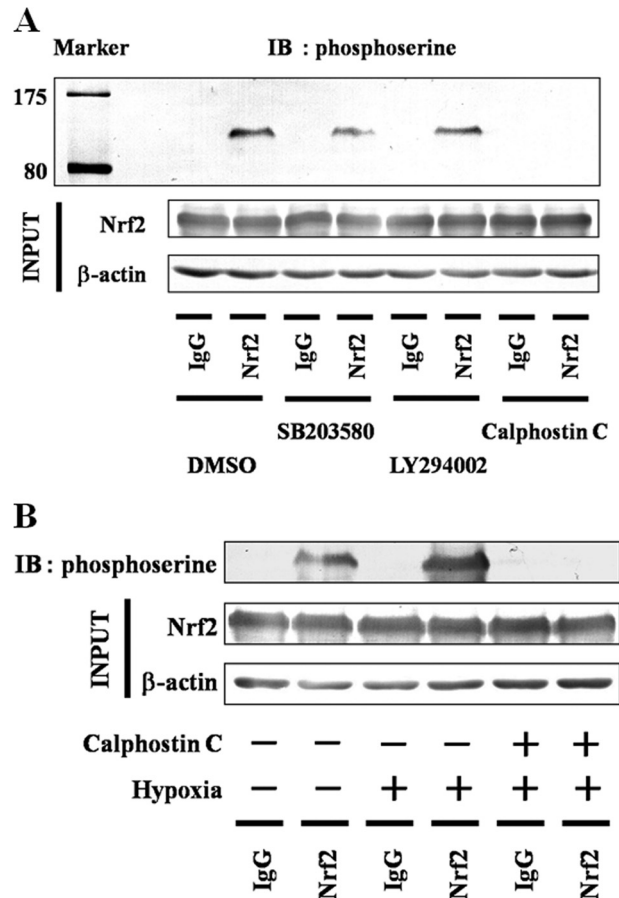 A
Marker IB : phosphoserine
175
80
INPUT
Nrf2
β-actin
IgG Nrf2 IgG Nrf2 IgG Nrf2 IgG Nrf2
SB203580 Calphostin C
DMSO LY294002
B
IB : phosphoserine
INPUT
Nrf2
β-actin
Calphostin C − − − − + +
Hypoxia − − + + + +
IgG Nrf2 IgG Nrf2 IgG Nrf2